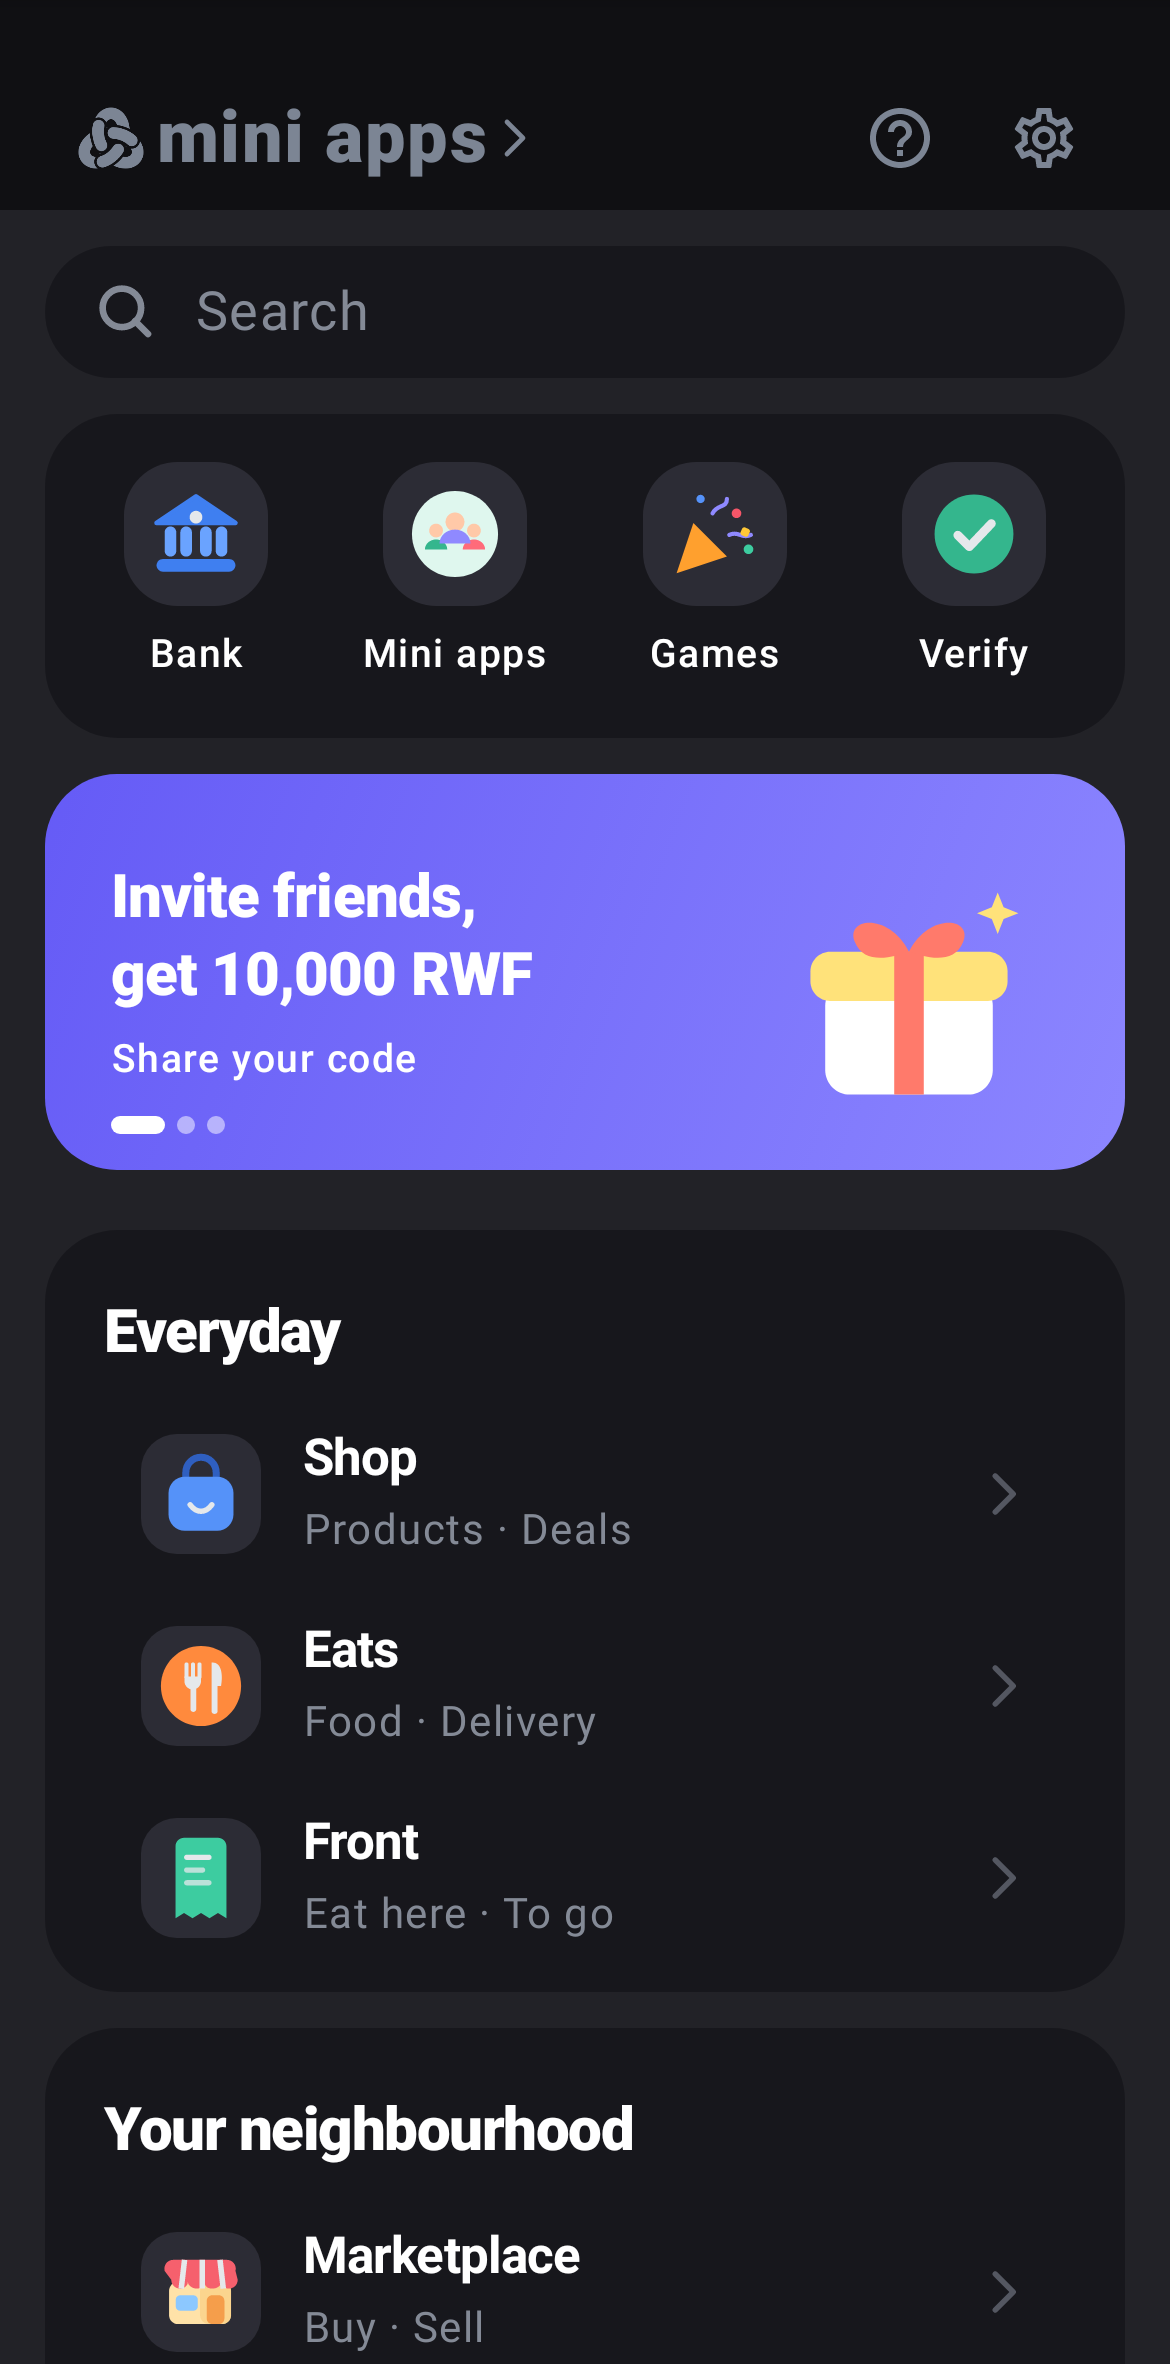 mini apps
Search
Bank
Mini apps
Games
Verify
Invite friends,
get 10,000 RWF
Share your code
Everyday
Shop
Products · Deals
Eats
Food · Delivery
Front
Eat here · To go
Your neighbourhood
Marketplace
Buy · Sell